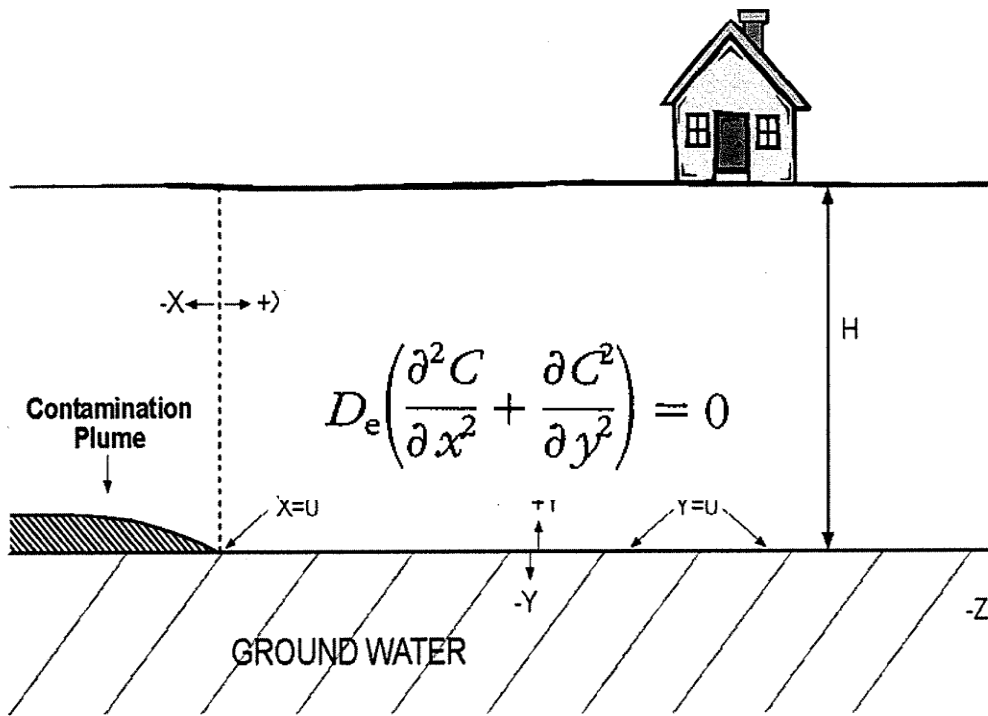 -X +X
H
D_e(∂²C/∂x² + ∂C²/∂y²) = 0
Contamination
Plume
X=0 +Y Y=0
-Y
-Z
GROUND WATER